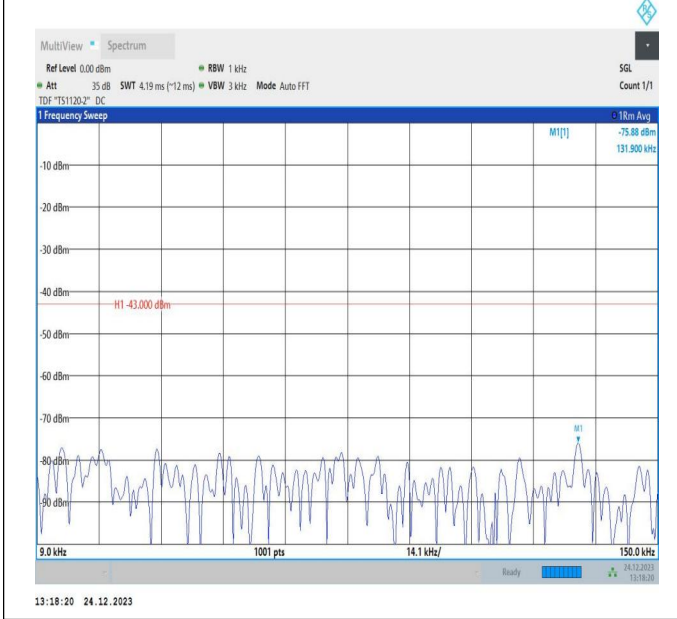 R&S
MultiView Spectrum
Ref Level 0.00 dBm RBW 1 kHz SGL
Att 35 dB SWT 4.19 ms (~12 ms) VBW 3 kHz Mode Auto FFT Count 1/1
TDF "TS1120-2" DC
1 Frequency Sweep 1Rm Avg
M1[1] -75.88 dBm
131.900 kHz
-10 dBm
-20 dBm
-30 dBm
-40 dBm
H1 -43.000 dBm
-50 dBm
-60 dBm
-70 dBm
M1
-80 dBm
-90 dBm
9.0 kHz 1001 pts 14.1 kHz/ 150.0 kHz
Ready 24.12.2023
13:18:20
13:18:20 24.12.2023